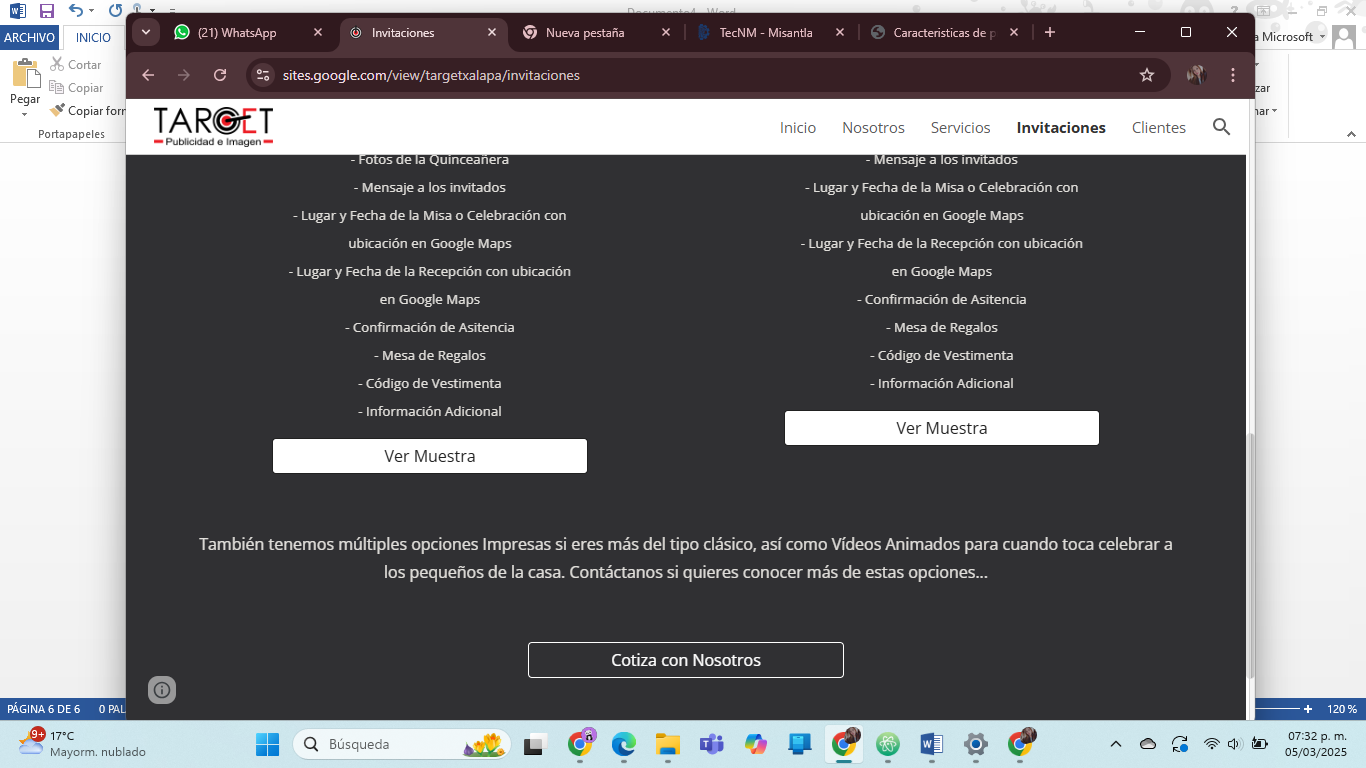 Documento4 - Word
ARCHIVO
INICIO
Cortar
Copiar
Pegar
Copiar for
Portapapeles
Microsoft
(21) WhatsApp
Invitaciones
Nueva pestaña
TecNM - Misantla
Caracteristicas de p
sites.google.com/view/targetxalapa/invitaciones
TARGET
Publicidad e Imagen
Inicio
Nosotros
Servicios
Invitaciones
Clientes
- Fotos de la Quinceañera
- Mensaje a los invitados
- Lugar y Fecha de la Misa o Celebración con
ubicación en Google Maps
- Lugar y Fecha de la Recepción con ubicación
en Google Maps
- Confirmación de Asitencia
- Mesa de Regalos
- Código de Vestimenta
- Información Adicional
Ver Muestra
- Mensaje a los invitados
- Lugar y Fecha de la Misa o Celebración con
ubicación en Google Maps
- Lugar y Fecha de la Recepción con ubicación
en Google Maps
- Confirmación de Asitencia
- Mesa de Regalos
- Código de Vestimenta
- Información Adicional
Ver Muestra
También tenemos múltiples opciones Impresas si eres más del tipo clásico, así como Vídeos Animados para cuando toca celebrar a
los pequeños de la casa. Contáctanos si quieres conocer más de estas opciones...
Cotiza con Nosotros
PÁGINA 6 DE 6
0 PAL
120 %
9+
17°C
Mayorm. nublado
Búsqueda
07:32 p. m.
05/03/2025